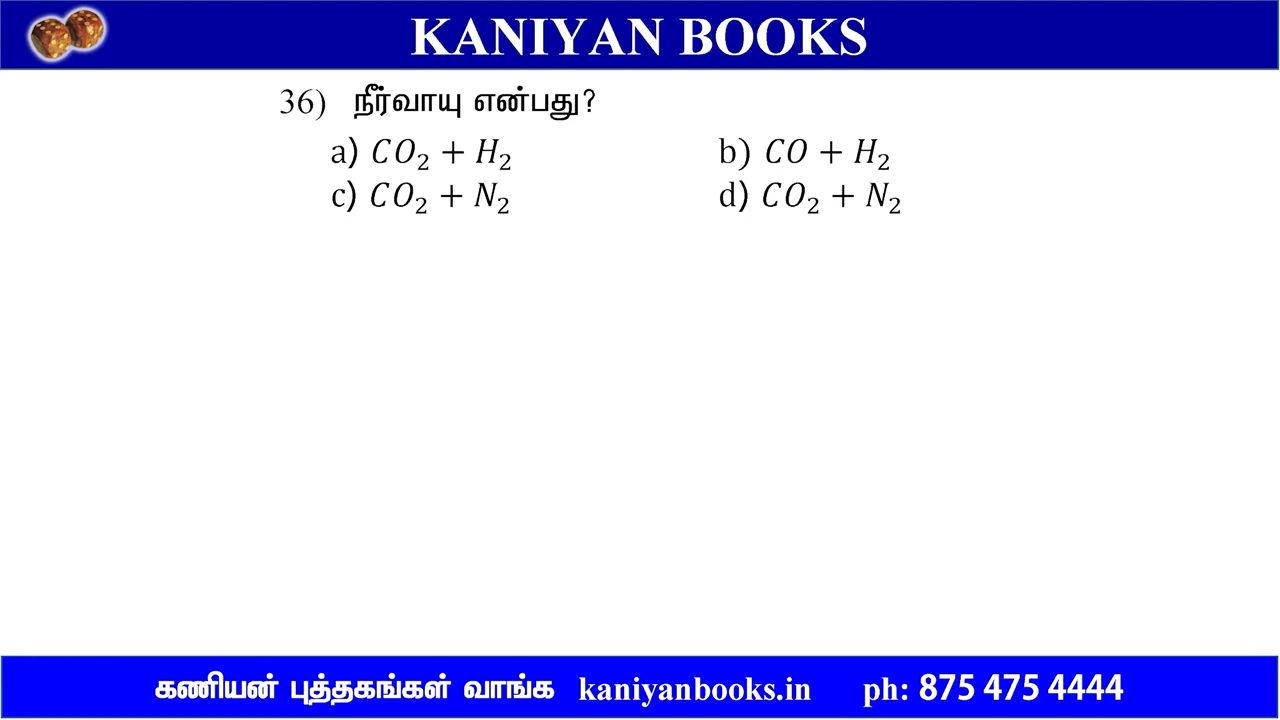 KANIYAN BOOKS
36) நீர்வாயு என்பது?
a) CO₂ + H₂ b) CO + H₂
c) CO₂ + N₂ d) CO₂ + N₂
கணியன் புத்தகங்கள் வாங்க kaniyanbooks.in ph: 875 475 4444